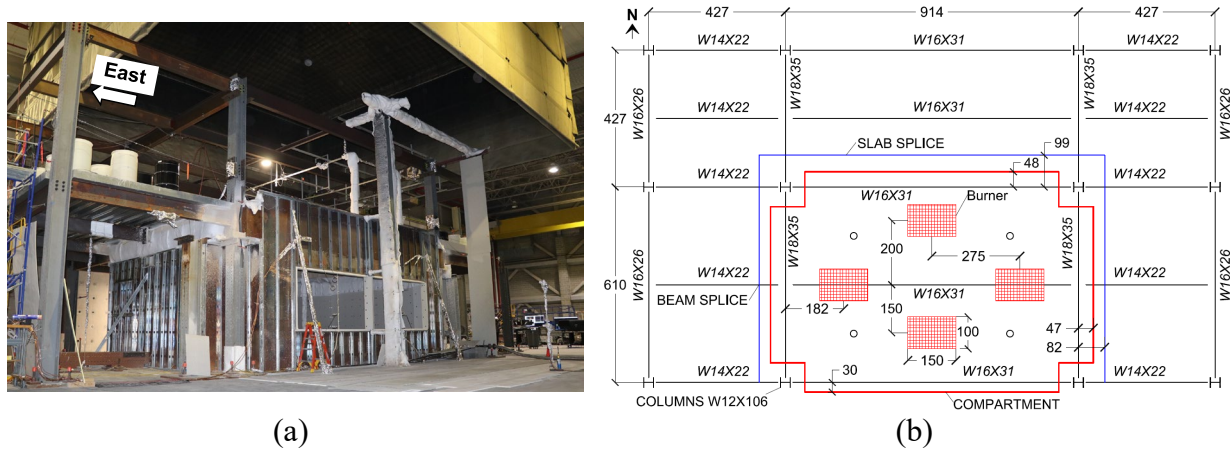 East
(a)
N
427 914 427
W14X22 W16X31 W14X22
W16X26 W18X35 W18X35 W16X26
W14X22 W16X31 W14X22
427
SLAB SPLICE 99
W14X22 48 W14X22
W16X31 Burner
W18X35 W18X35
200
275
W16X26 W16X26
W14X22 W14X22
610
BEAM SPLICE W16X31
182 150
100 47
82
150
W14X22 30 W16X31 W14X22
COLUMNS W12X106 COMPARTMENT
(b)